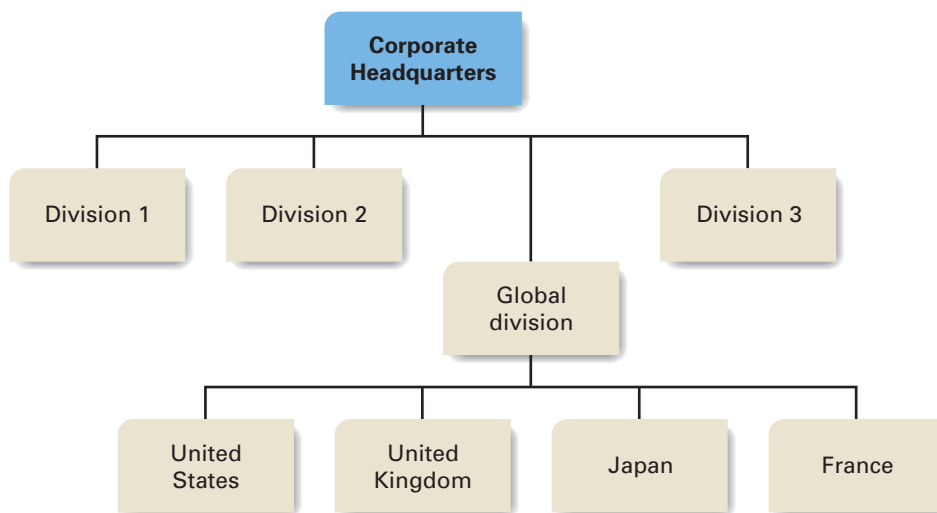 Corporate
Headquarters
Division 1
Division 2
Division 3
Global
division
United
States
United
Kingdom
Japan
France